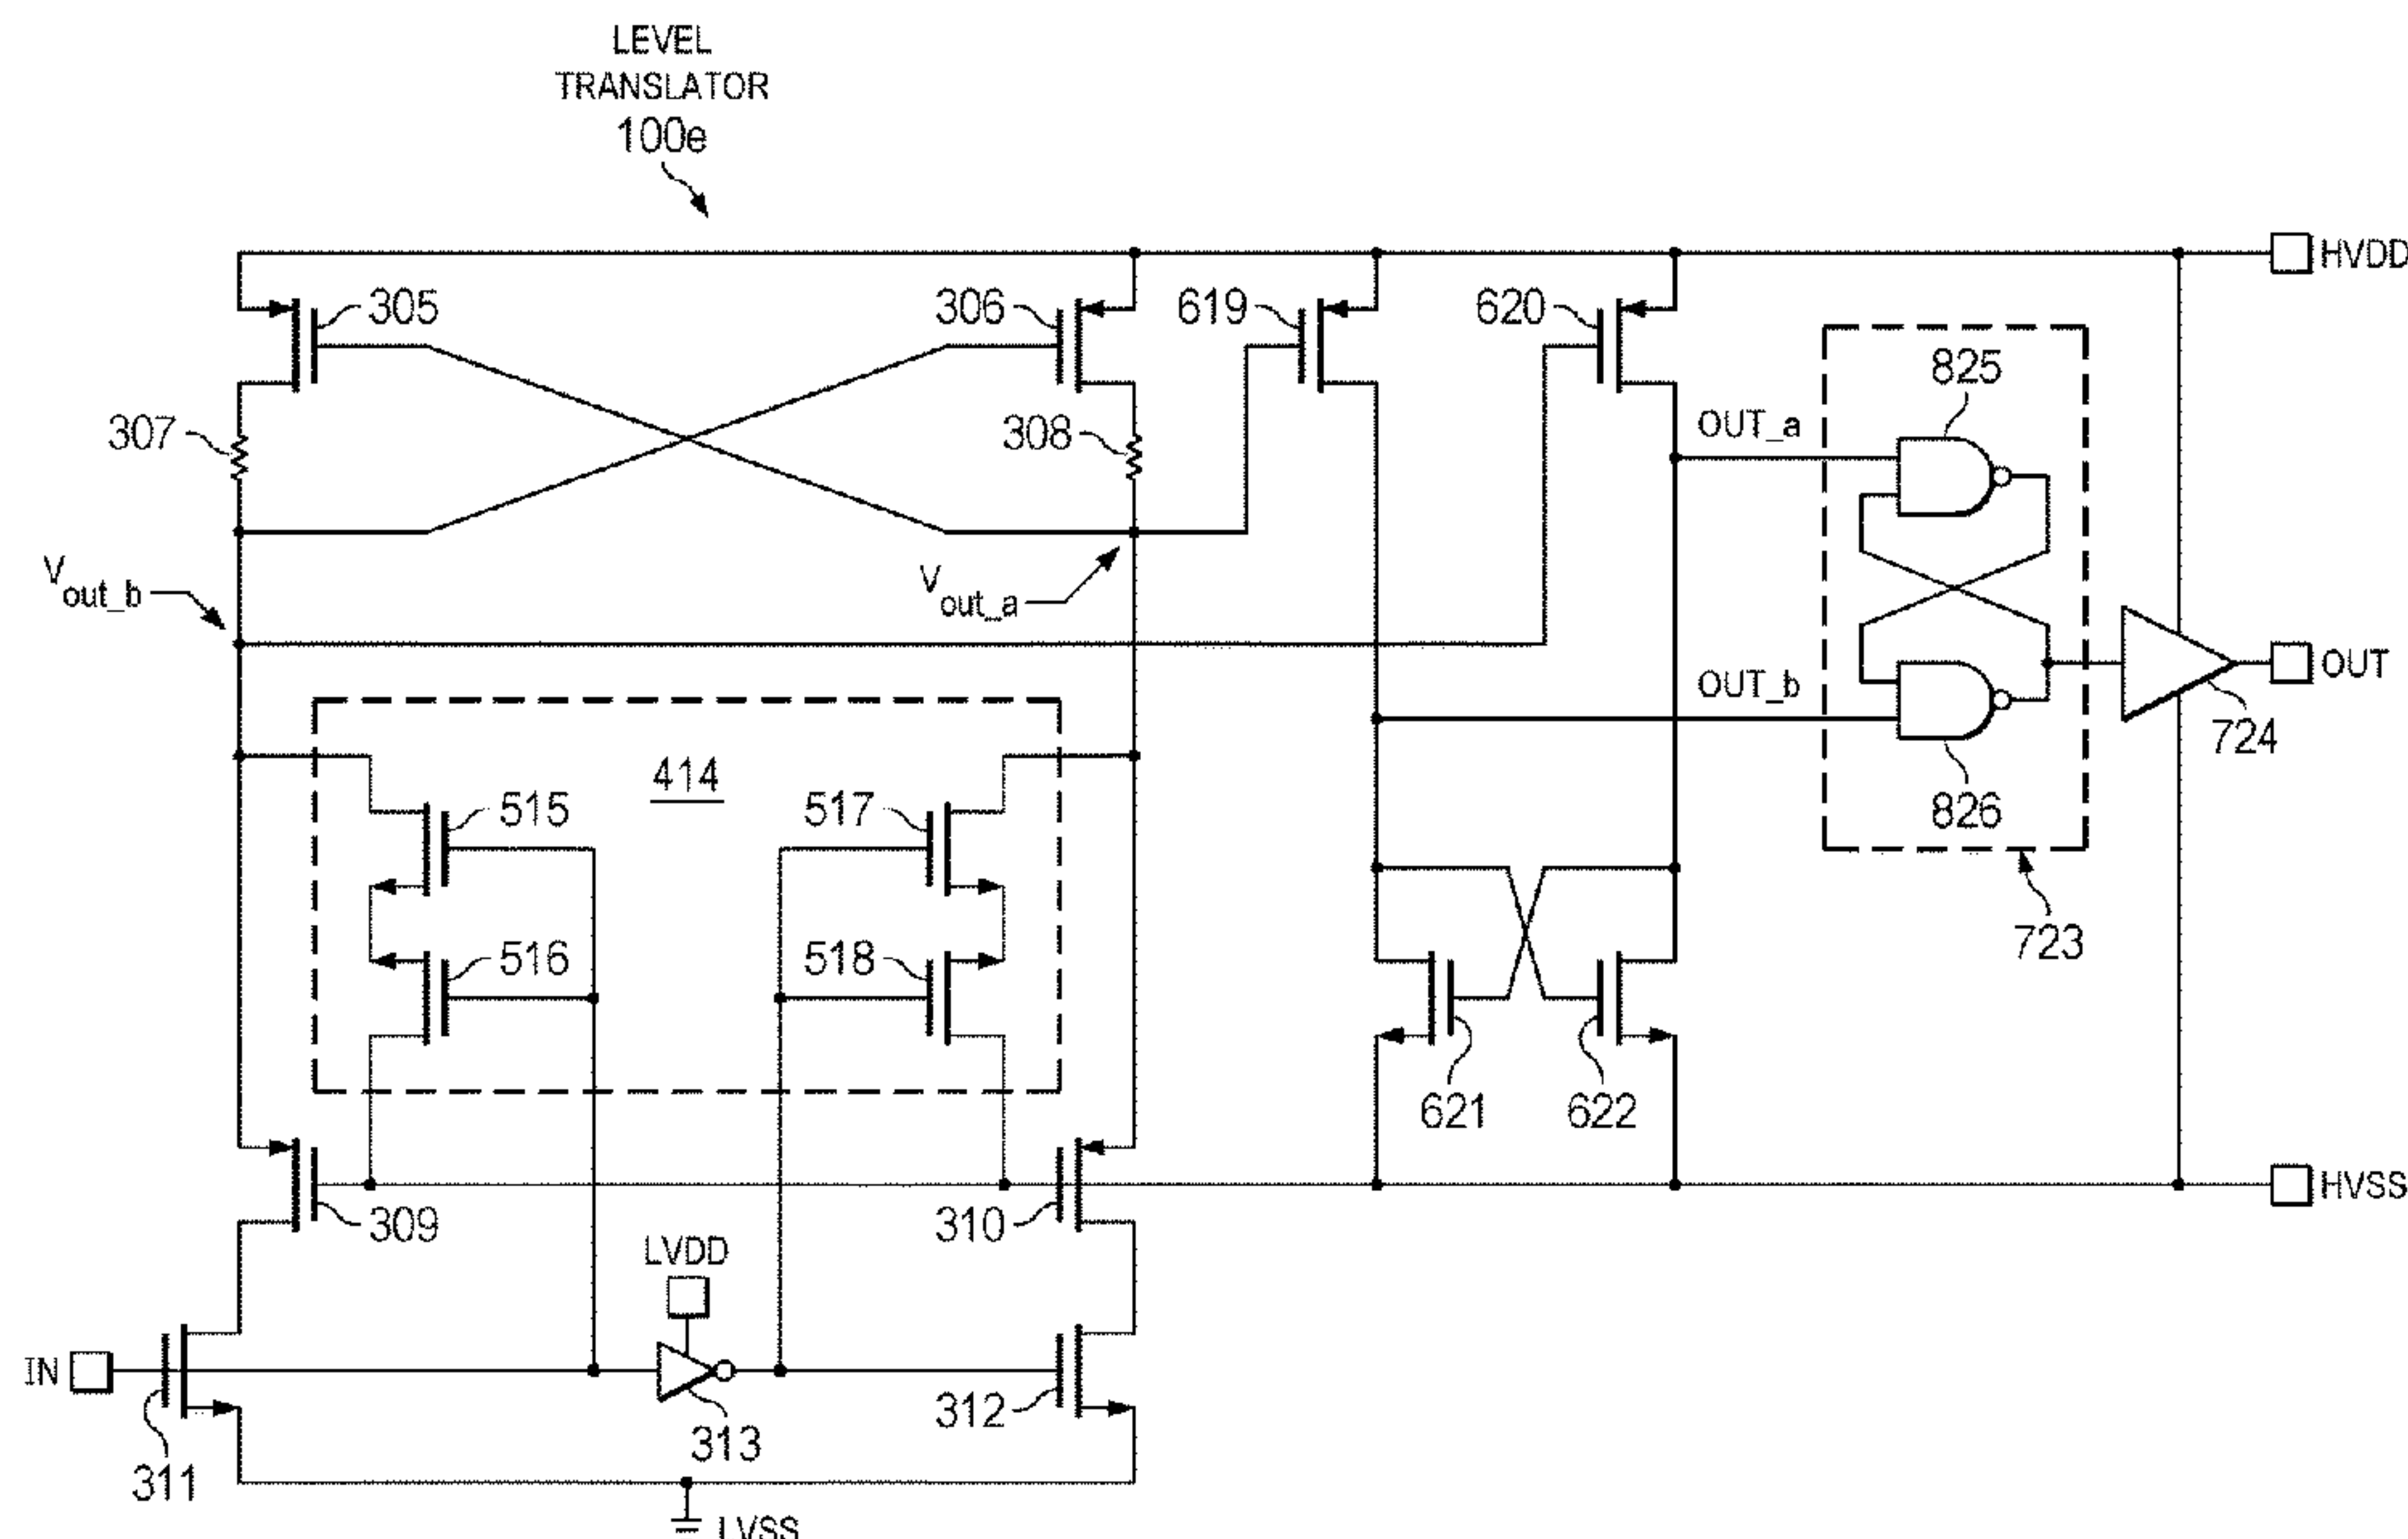 LEVEL
TRANSLATOR
100e
HVDD
305
306
619
620
825
307
308
OUT_a
Vout_b
Vout_a
OUT
OUT_b
724
414
515
517
826
723
516
518
621
622
309
310
HVSS
LVDD
IN
313
312
311
LVSS